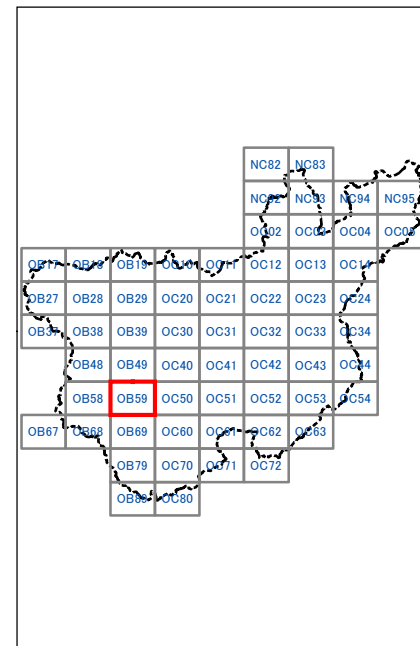 NC82 NC83
NC92 NC93 NC94 NC95
OC02 OC03 OC04 OC05
OB17 OB18 OB19 OC10 OC11 OC12 OC13 OC14
OB27 OB28 OB29 OC20 OC21 OC22 OC23 OC24
OB37 OB38 OB39 OC30 OC31 OC32 OC33 OC34
OB48 OB49 OC40 OC41 OC42 OC43 OC44
OB58 OB59 OC50 OC51 OC52 OC53 OC54
OB67 OB68 OB69 OC60 OC61 OC62 OC63
OB79 OC70 OC71 OC72
OB89 OC80